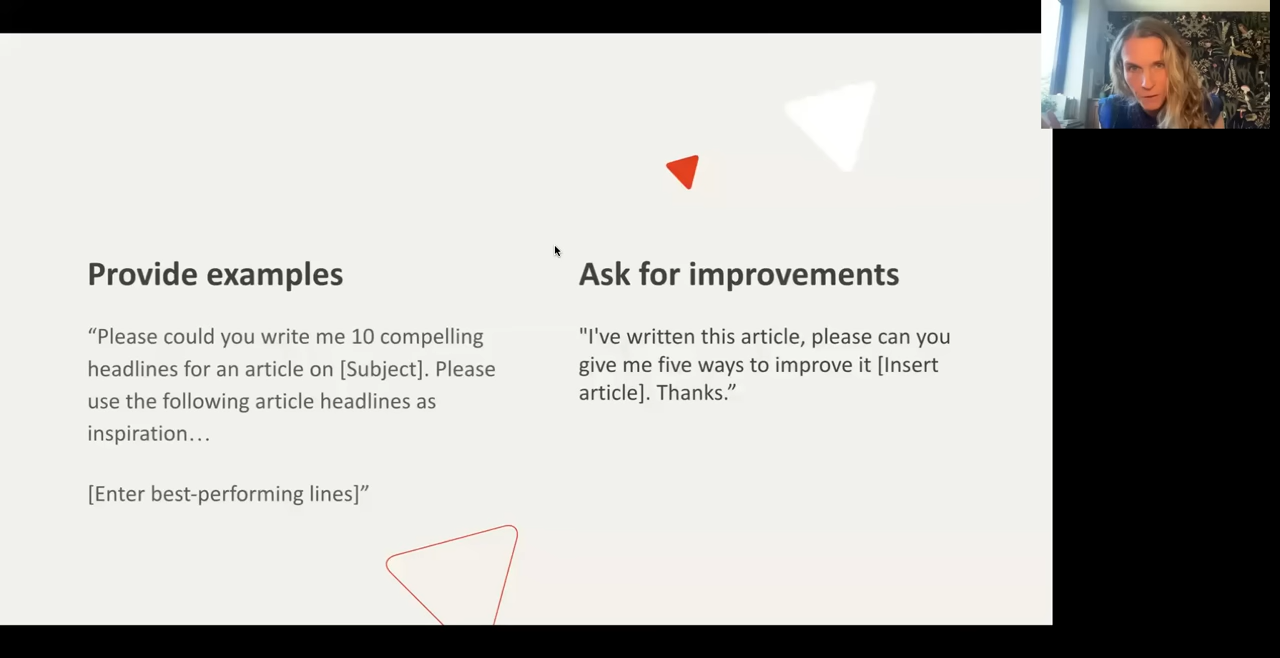 Provide examples
“Please could you write me 10 compelling
headlines for an article on [Subject]. Please
use the following article headlines as
inspiration…
[Enter best-performing lines]”
Ask for improvements
"I've written this article, please can you
give me five ways to improve it [Insert
article]. Thanks.”